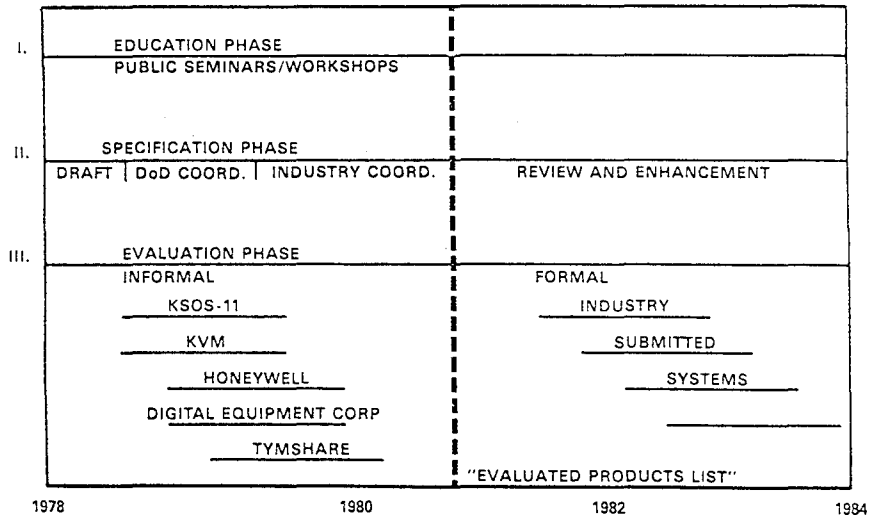 I. EDUCATION PHASE
PUBLIC SEMINARS/WORKSHOPS
II. SPECIFICATION PHASE
DRAFT DoD COORD. INDUSTRY COORD. REVIEW AND ENHANCEMENT
III. EVALUATION PHASE
INFORMAL FORMAL
KSOS-11 INDUSTRY
KVM SUBMITTED
HONEYWELL SYSTEMS
DIGITAL EQUIPMENT CORP
TYMSHARE
"EVALUATED PRODUCTS LIST"
1978 1980 1982 1984